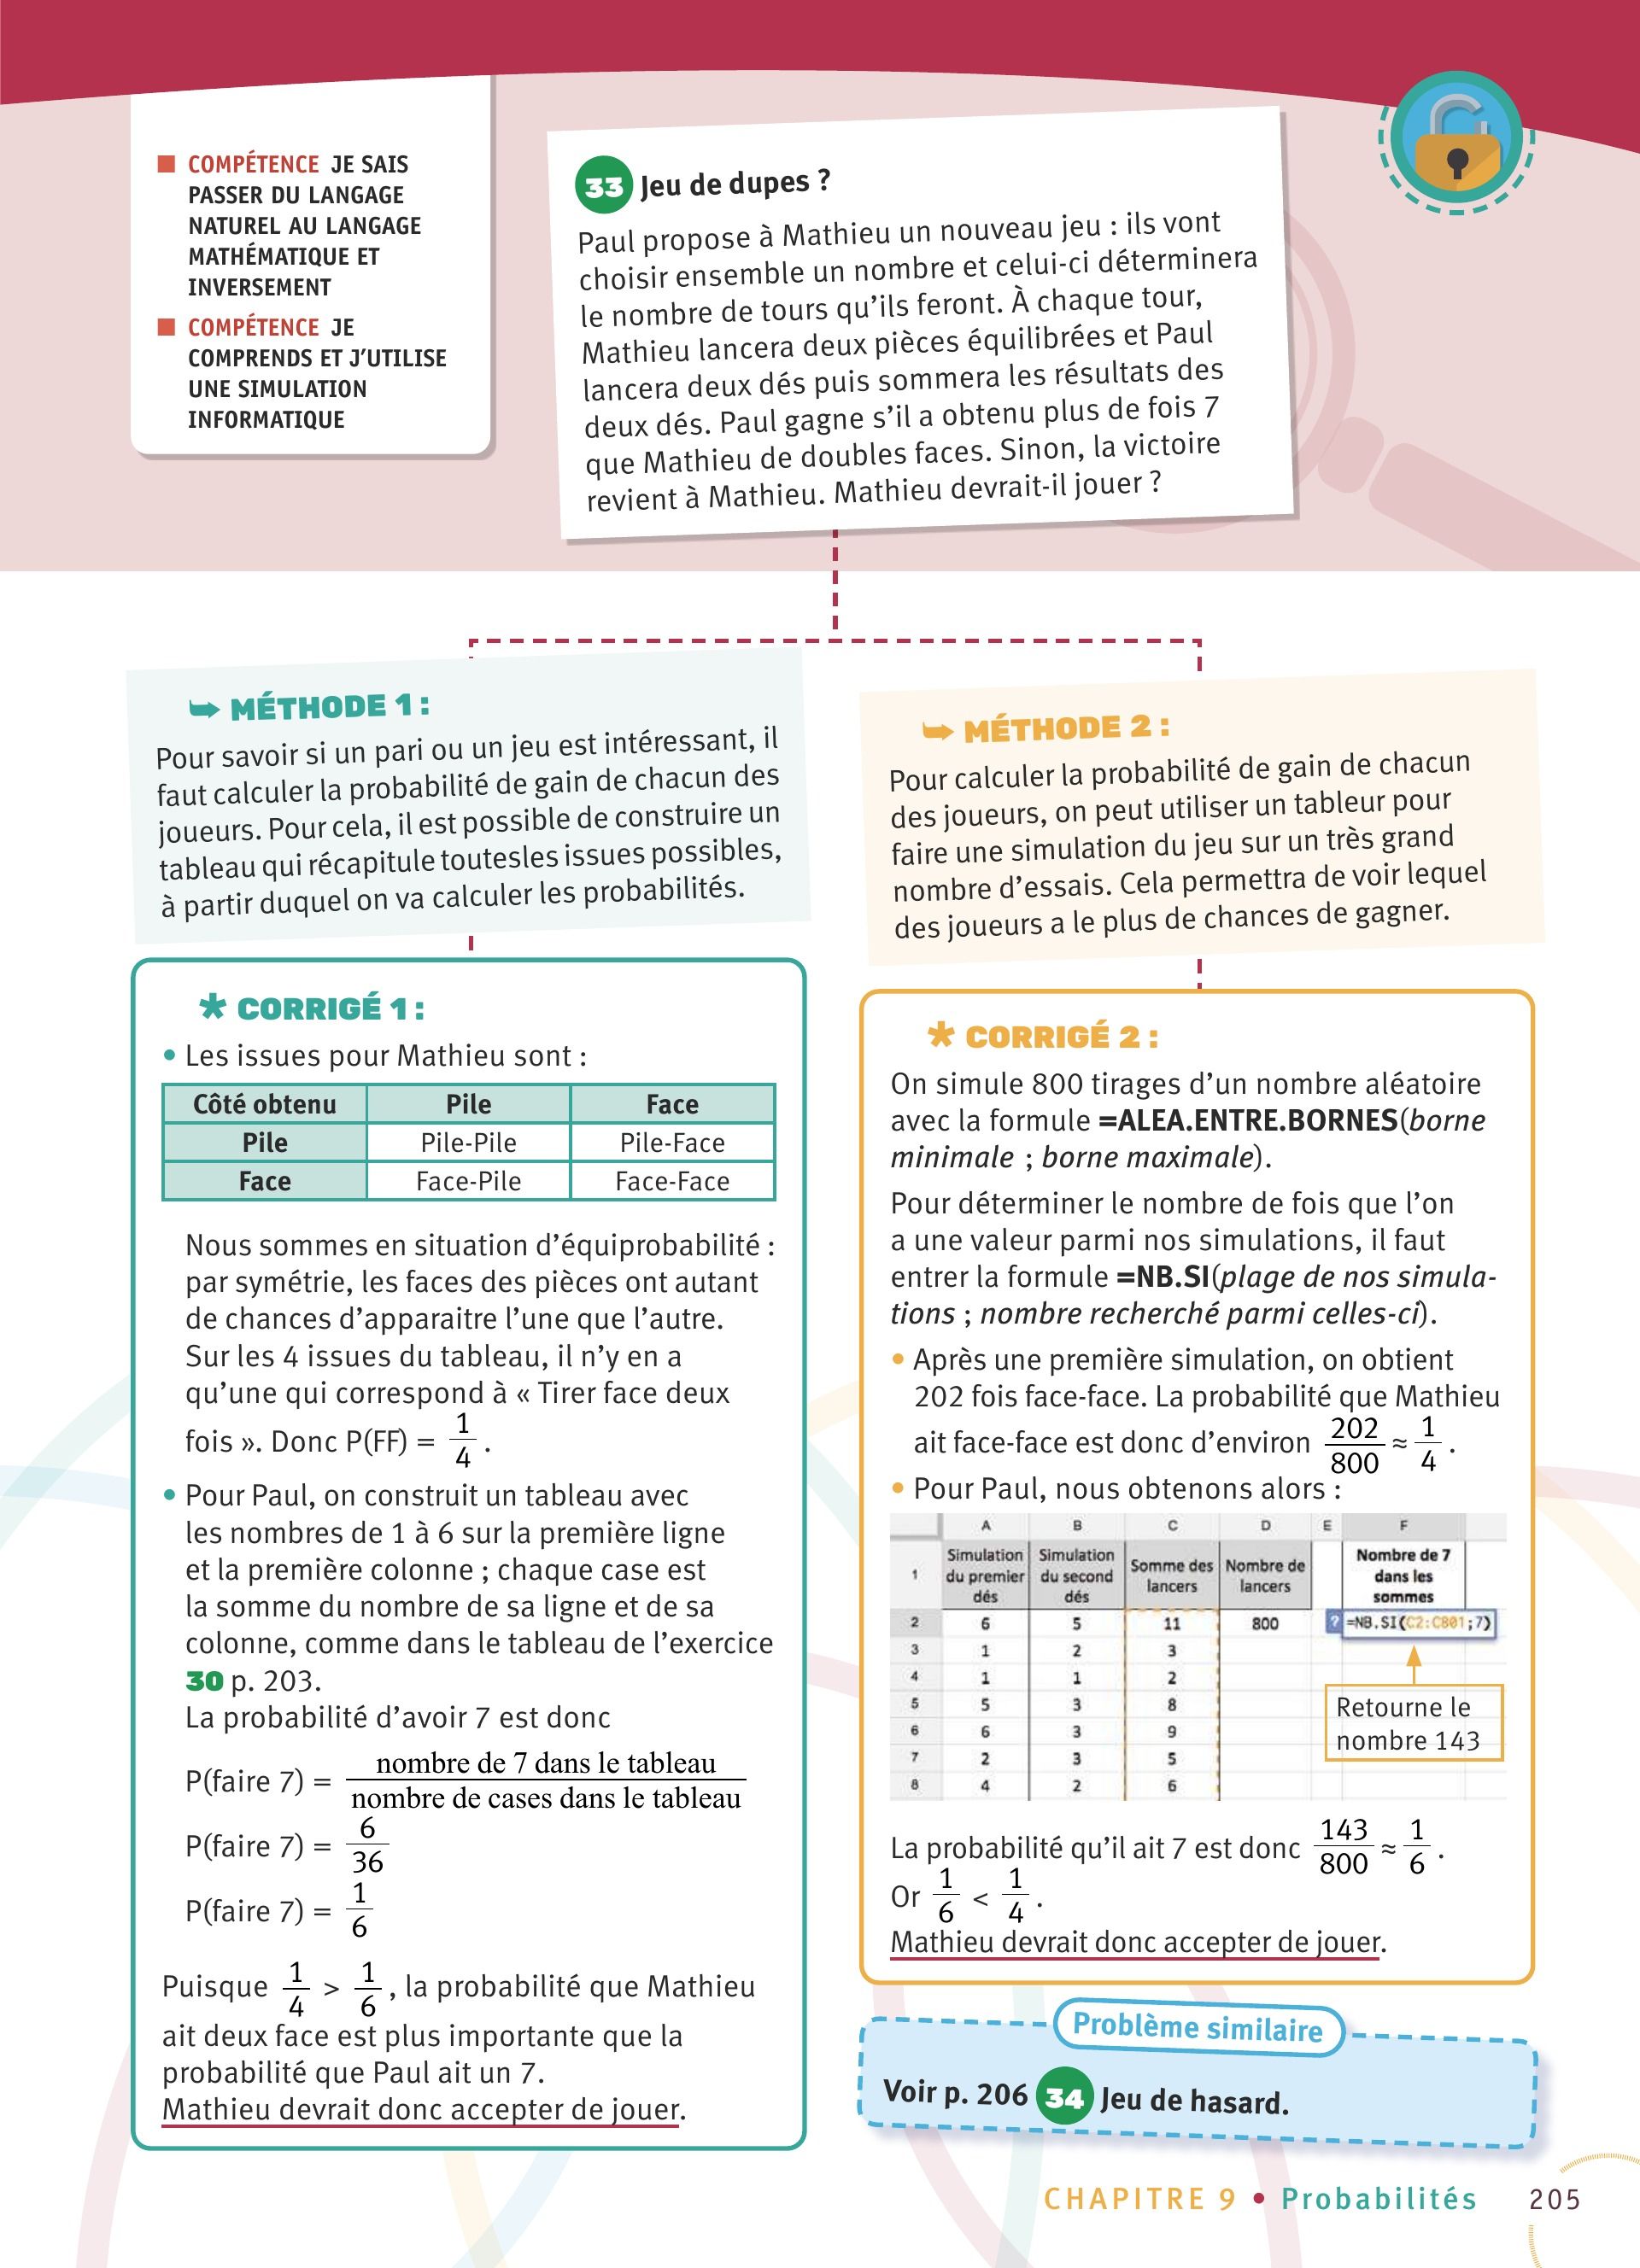 ■ COMPÉTENCE JE SAIS
PASSER DU LANGAGE
NATUREL AU LANGAGE
MATHÉMATIQUE ET
INVERSEMENT
■ COMPÉTENCE JE
COMPRENDS ET J'UTILISE
UNE SIMULATION
INFORMATIQUE
33 Jeu de dupes ?
Paul propose à Mathieu un nouveau jeu : ils vont
choisir ensemble un nombre et celui-ci déterminera
le nombre de tours qu'ils feront. À chaque tour,
Mathieu lancera deux pièces équilibrées et Paul
lancera deux dés puis sommera les résultats des
deux dés. Paul gagne s'il a obtenu plus de fois 7
que Mathieu de doubles faces. Sinon, la victoire
revient à Mathieu. Mathieu devrait-il jouer ?
MÉTHODE 1 :
Pour savoir si un pari ou un jeu est intéressant, il
faut calculer la probabilité de gain de chacun des
joueurs. Pour cela, il est possible de construire un
tableau qui récapitule toutesles issues possibles,
à partir duquel on va calculer les probabilités.
* CORRIGÉ 1 :
• Les issues pour Mathieu sont :
Côté obtenu Pile Face
Pile Pile-Pile Pile-Face
Face Face-Pile Face-Face
Nous sommes en situation d'équiprobabilité :
par symétrie, les faces des pièces ont autant
de chances d'apparaitre l'une que l'autre.
Sur les 4 issues du tableau, il n'y en a
qu'une qui correspond à « Tirer face deux
fois ». Donc P(FF) = 1/4 .
• Pour Paul, on construit un tableau avec
les nombres de 1 à 6 sur la première ligne
et la première colonne ; chaque case est
la somme du nombre de sa ligne et de sa
colonne, comme dans le tableau de l'exercice
30 p. 203.
La probabilité d'avoir 7 est donc
P(faire 7) = nombre de 7 dans le tableau / nombre de cases dans le tableau
P(faire 7) = 6/36
P(faire 7) = 1/6
Puisque 1/4 > 1/6 , la probabilité que Mathieu
ait deux face est plus importante que la
probabilité que Paul ait un 7.
Mathieu devrait donc accepter de jouer.
MÉTHODE 2 :
Pour calculer la probabilité de gain de chacun
des joueurs, on peut utiliser un tableur pour
faire une simulation du jeu sur un très grand
nombre d'essais. Cela permettra de voir lequel
des joueurs a le plus de chances de gagner.
* CORRIGÉ 2 :
On simule 800 tirages d'un nombre aléatoire
avec la formule =ALEA.ENTRE.BORNES(borne
minimale ; borne maximale).
Pour déterminer le nombre de fois que l'on
a une valeur parmi nos simulations, il faut
entrer la formule =NB.SI(plage de nos simula-
tions ; nombre recherché parmi celles-ci).
• Après une première simulation, on obtient
202 fois face-face. La probabilité que Mathieu
ait face-face est donc d'environ 202/800 ≈ 1/4 .
• Pour Paul, nous obtenons alors :
A B C D E F
1 Simulation du premier dés Simulation du second dés Somme des lancers Nombre de lancers Nombre de 7 dans les sommes
2 6 5 11 800 ? =NB.SI(C2:C801;7)
3 1 2 3
4 1 1 2
5 5 3 8
6 6 3 9
7 2 3 5
8 4 2 6
Retourne le
nombre 143
La probabilité qu'il ait 7 est donc 143/800 ≈ 1/6 .
Or 1/6 < 1/4 .
Mathieu devrait donc accepter de jouer.
Problème similaire
Voir p. 206 34 Jeu de hasard.
CHAPITRE 9 • Probabilités 205